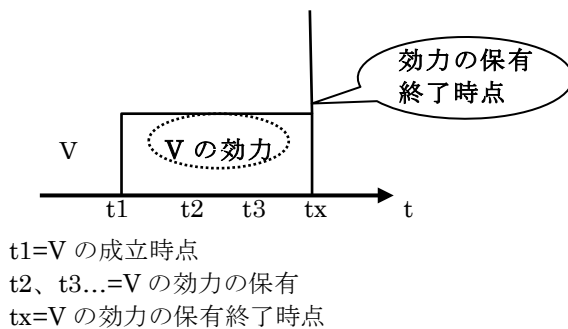 効力の保有
終了時点
V
V の効力
t1
t2
t3
tx
t
t1=V の成立時点
t2、t3...=V の効力の保有
tx=V の効力の保有終了時点